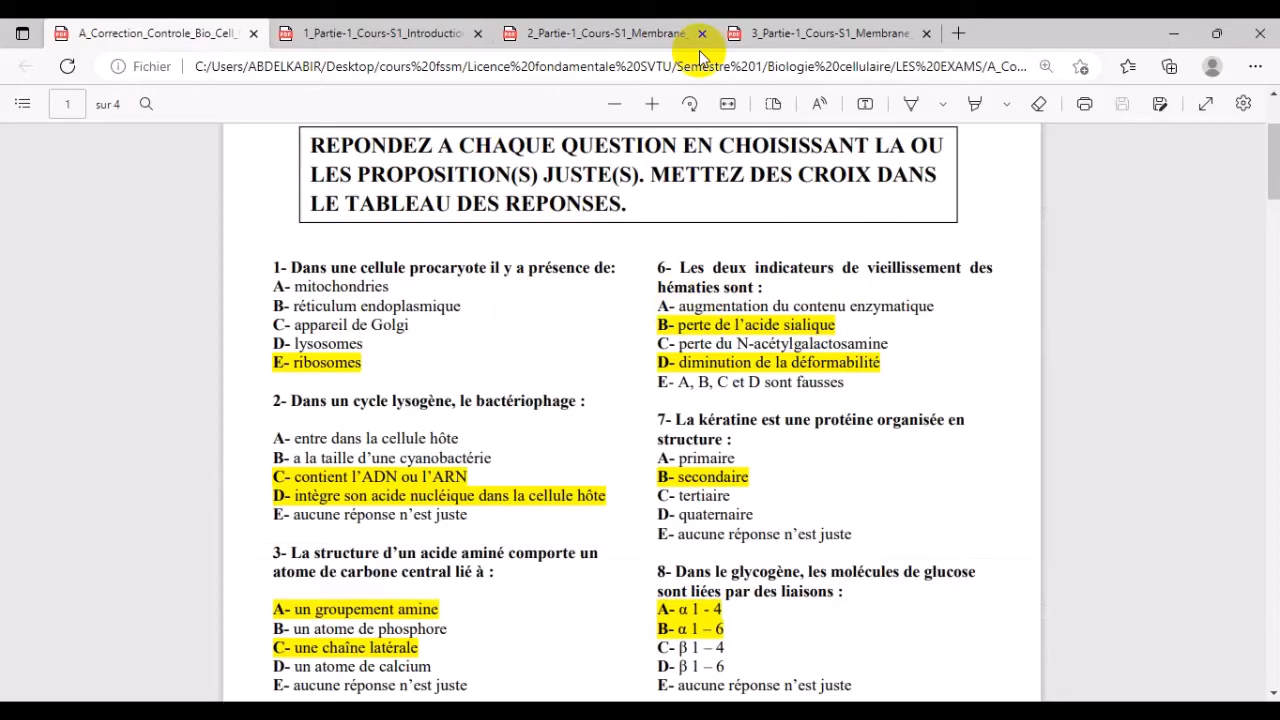 A_Correction_Controle_Bio_Cell_
1_Partie-1_Cours-S1_Introduction
2_Partie-1_Cours-S1_Membrane_
3_Partie-1_Cours-S1_Membrane_
Fichier
C:/Users/ABDELKABIR/Desktop/cours%20fssm/Licence%20fondamentale%20SVTU/Semestre%201/Biologie%20cellulaire/LES%20EXAMS/A_Co...
1 sur 4
REPONDEZ A CHAQUE QUESTION EN CHOISISSANT LA OU
LES PROPOSITION(S) JUSTE(S). METTEZ DES CROIX DANS
LE TABLEAU DES REPONSES.
1- Dans une cellule procaryote il y a présence de:
A- mitochondries
B- réticulum endoplasmique
C- appareil de Golgi
D- lysosomes
E- ribosomes
2- Dans un cycle lysogène, le bactériophage :
A- entre dans la cellule hôte
B- a la taille d’une cyanobactérie
C- contient l’ADN ou l’ARN
D- intègre son acide nucléique dans la cellule hôte
E- aucune réponse n’est juste
3- La structure d’un acide aminé comporte un
atome de carbone central lié à :
A- un groupement amine
B- un atome de phosphore
C- une chaîne latérale
D- un atome de calcium
E- aucune réponse n’est juste
6- Les deux indicateurs de vieillissement des
hématies sont :
A- augmentation du contenu enzymatique
B- perte de l’acide sialique
C- perte du N-acétylgalactosamine
D- diminution de la déformabilité
E- A, B, C et D sont fausses
7- La kératine est une protéine organisée en
structure :
A- primaire
B- secondaire
C- tertiaire
D- quaternaire
E- aucune réponse n’est juste
8- Dans le glycogène, les molécules de glucose
sont liées par des liaisons :
A- α 1 - 4
B- α 1 – 6
C- β 1 – 4
D- β 1 – 6
E- aucune réponse n’est juste